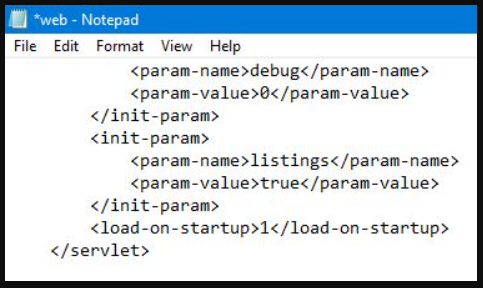 *web - Notepad
File Edit Format View Help
<param-name>debug</param-name>
<param-value>0</param-value>
</init-param>
<init-param>
<param-name>listings</param-name>
<param-value>true</param-value>
</init-param>
<load-on-startup>1</load-on-startup>
</servlet>